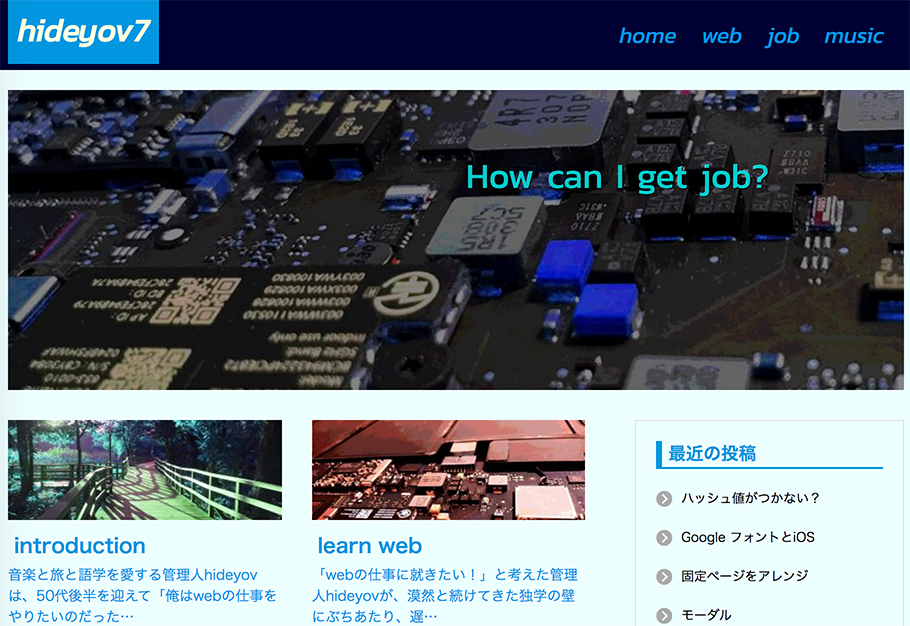 hideyov7
home web job music
How can I get job?
introduction
音楽と旅と語学を愛する管理人hideyov
は、50代後半を迎えて「俺はwebの仕事を
やりたいのだった…
learn web
「webの仕事に就きたい！」と考えた管理
人hideyovが、漠然と続けてきた独学の壁
にぶちあたり、遅…
最近の投稿
ハッシュ値がつかない？
Google フォントとiOS
固定ページをアレンジ
モーダル